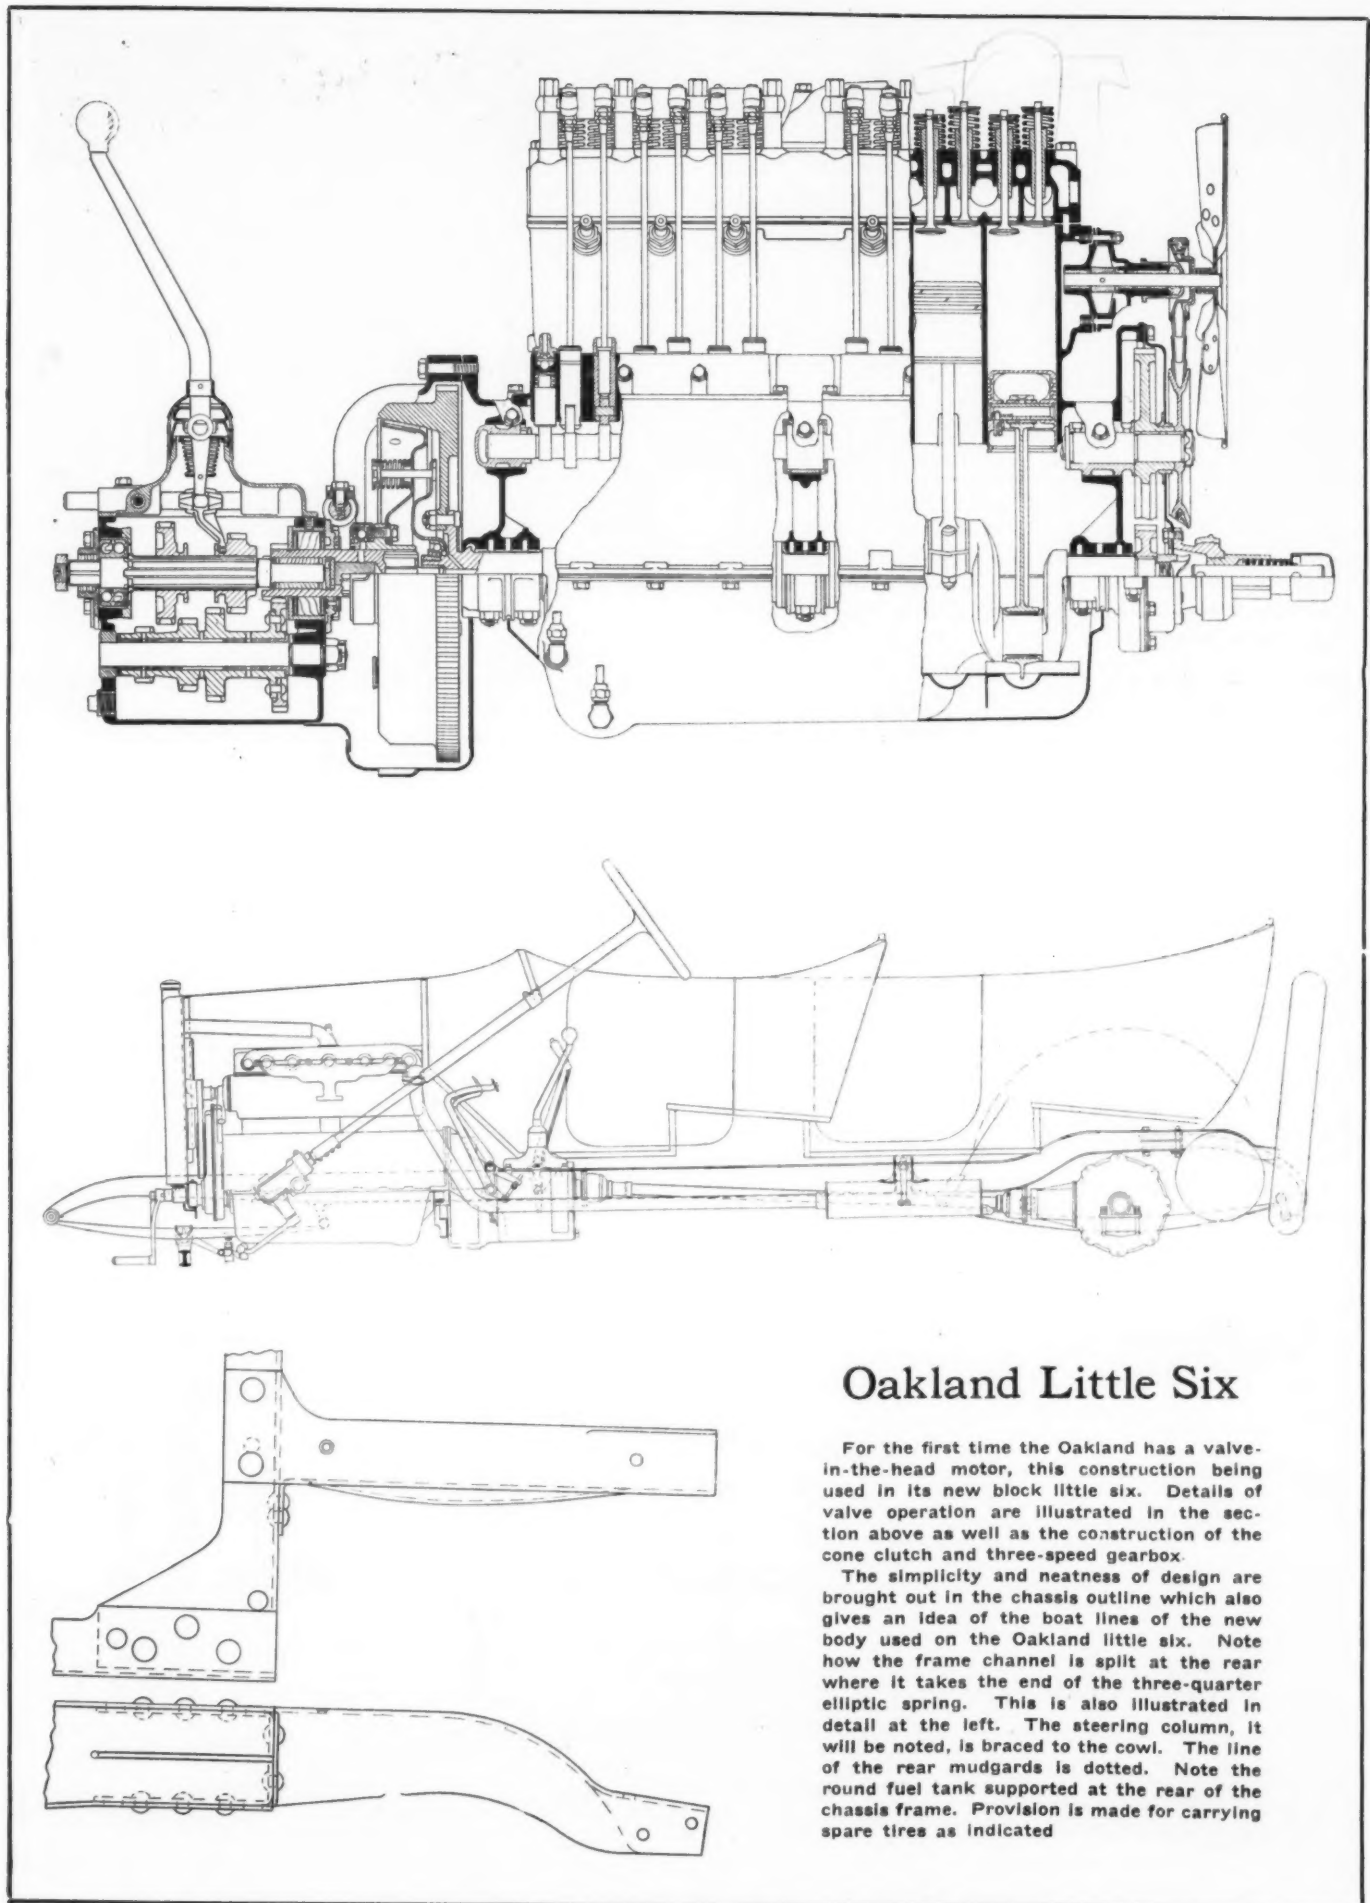 Oakland Little Six
For the first time the Oakland has a valve-
in-the-head motor, this construction being
used in its new block little six. Details of
valve operation are illustrated in the sec-
tion above as well as the construction of the
cone clutch and three-speed gearbox.
The simplicity and neatness of design are
brought out in the chassis outline which also
gives an idea of the boat lines of the new
body used on the Oakland little six. Note
how the frame channel is split at the rear
where it takes the end of the three-quarter
elliptic spring. This is also illustrated in
detail at the left. The steering column, it
will be noted, is braced to the cowl. The line
of the rear mudgards is dotted. Note the
round fuel tank supported at the rear of the
chassis frame. Provision is made for carrying
spare tires as indicated